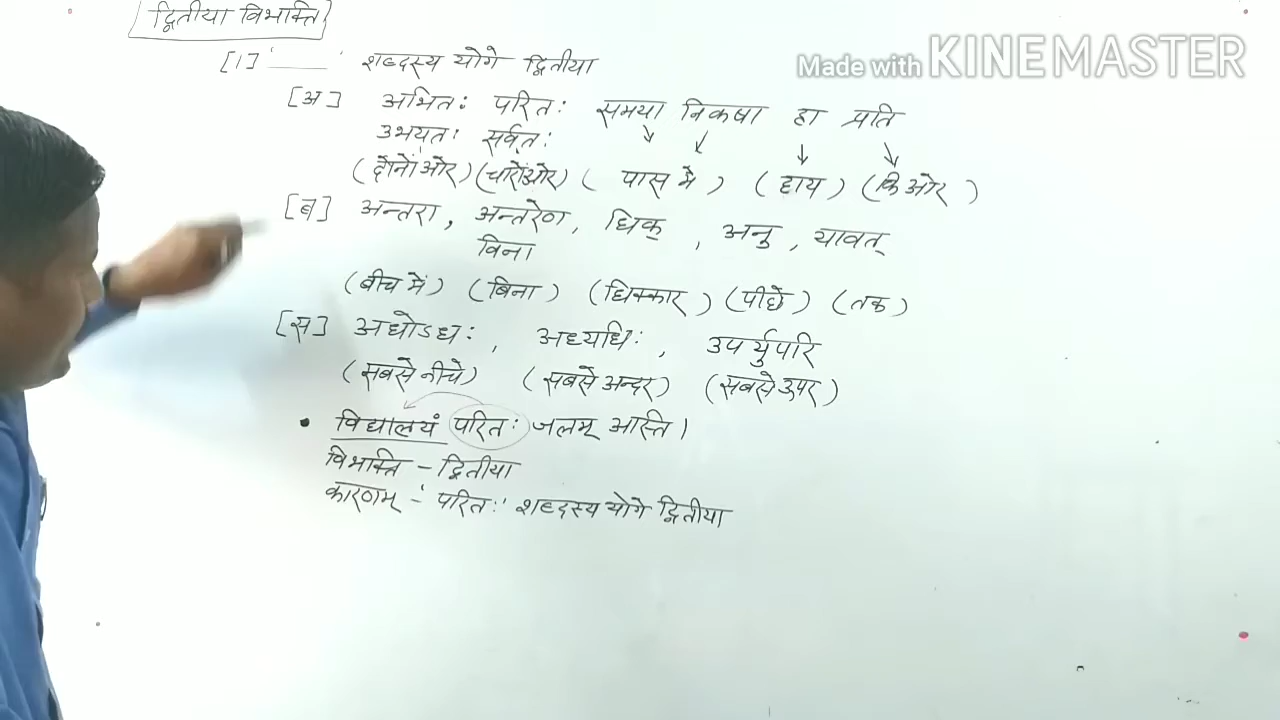 द्वितीया विभक्ति
Made with KINEMASTER
[1] '____' शब्दस्य योगे द्वितीया
[अ] अभितः परितः समया निकषा हा प्रति
उभयतः सर्वतः
(दोनों ओर) (चारों ओर) ( पास में ) ( हाय ) (कि ओर )
[ब] अन्तरा, अन्तरेण, धिक्, अनु, यावत्
विना
(बीच में) (बिना) (धिक्कार) (पीछे) (तक)
[स] अधोऽधः, अध्यधिः, उपर्युपरि
(सबसे नीचे) (सबसे अन्दर) (सबसे ऊपर)
• विद्यालयं परितः जलम् अस्ति।
विभक्ति - द्वितीया
कारणम् - 'परितः' शब्दस्य योगे द्वितीया